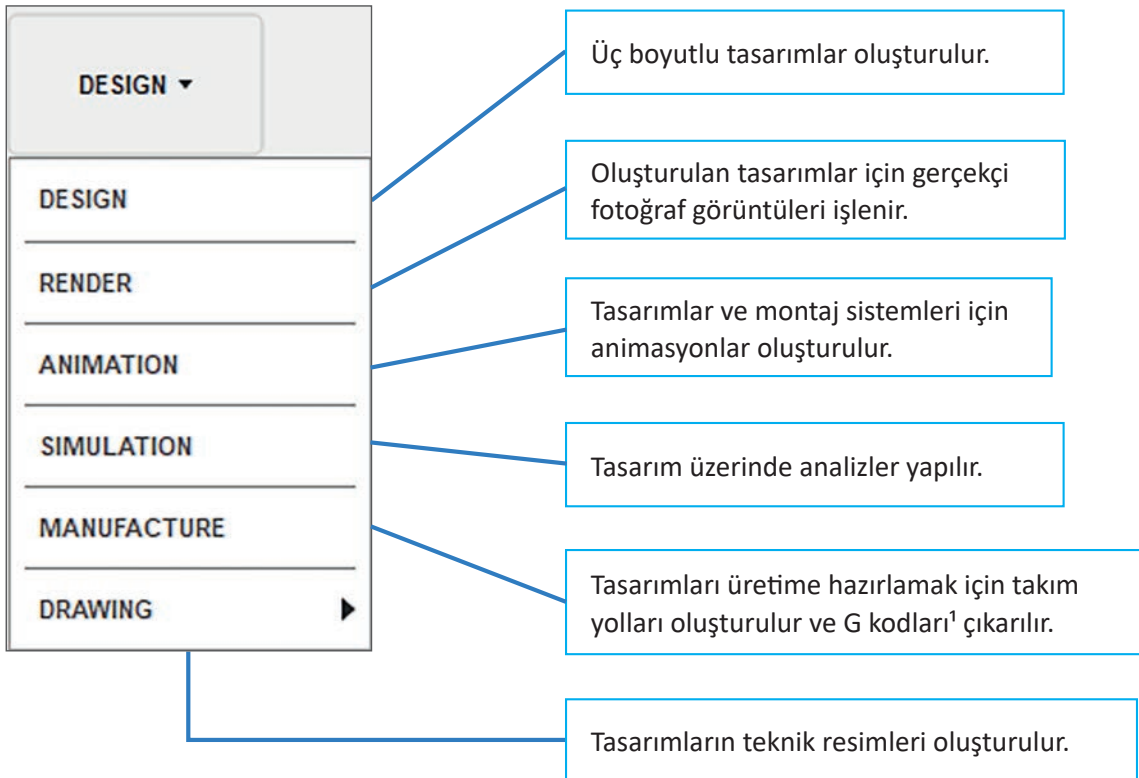 DESIGN
DESIGN
RENDER
ANIMATION
SIMULATION
MANUFACTURE
DRAWING
Üç boyutlu tasarımlar oluşturulur.
Oluşturulan tasarımlar için gerçekçi
fotoğraf görüntüleri işlenir.
Tasarımlar ve montaj sistemleri için
animasyonlar oluşturulur.
Tasarım üzerinde analizler yapılır.
Tasarımları üretime hazırlamak için takım
yolları oluşturulur ve G kodları¹ çıkarılır.
Tasarımların teknik resimleri oluşturulur.